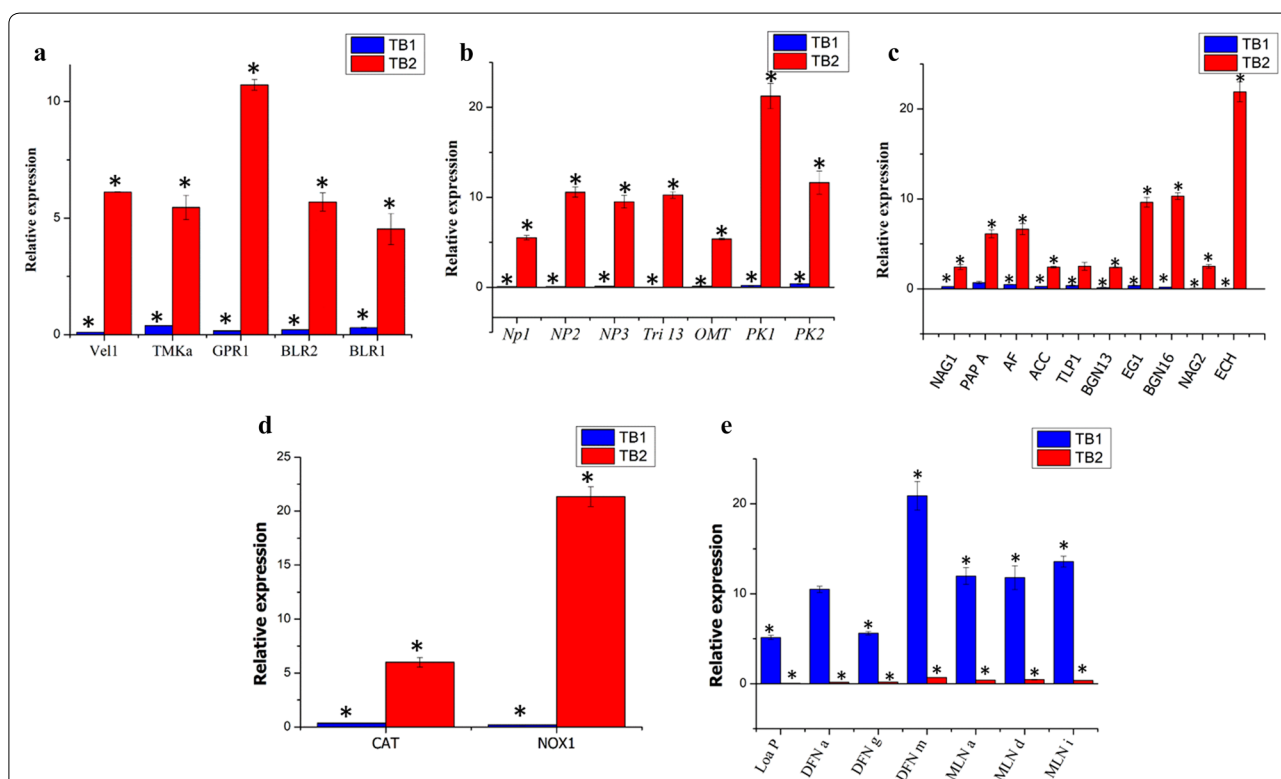 a
TB1
TB2
Relative expression
10
5
0
* * * * * * * * * *
Vel1 TMKa GPR1 BLR2 BLR1
b
TB1
TB2
Relative expression
20
10
0
* * * * * * * * * * * * * *
Np1 NP2 NP3 Tri 13 OMT PK1 PK2
c
TB1
TB2
Relative expression
20
10
0
* * * * * * * * * * * * * * * * * *
NAG1 PAP A AF ACC TLP1 BGN13 EG1 BGN16 NAG2 ECH
d
TB1
TB2
Relative expression
25
20
15
10
5
0
* * * *
CAT NOX1
e
TB1
TB2
Relative expression
20
10
0
* * * * * * * * * * * * *
Loa P DFN a DFN g DFN m MLN a MLN d MLN i